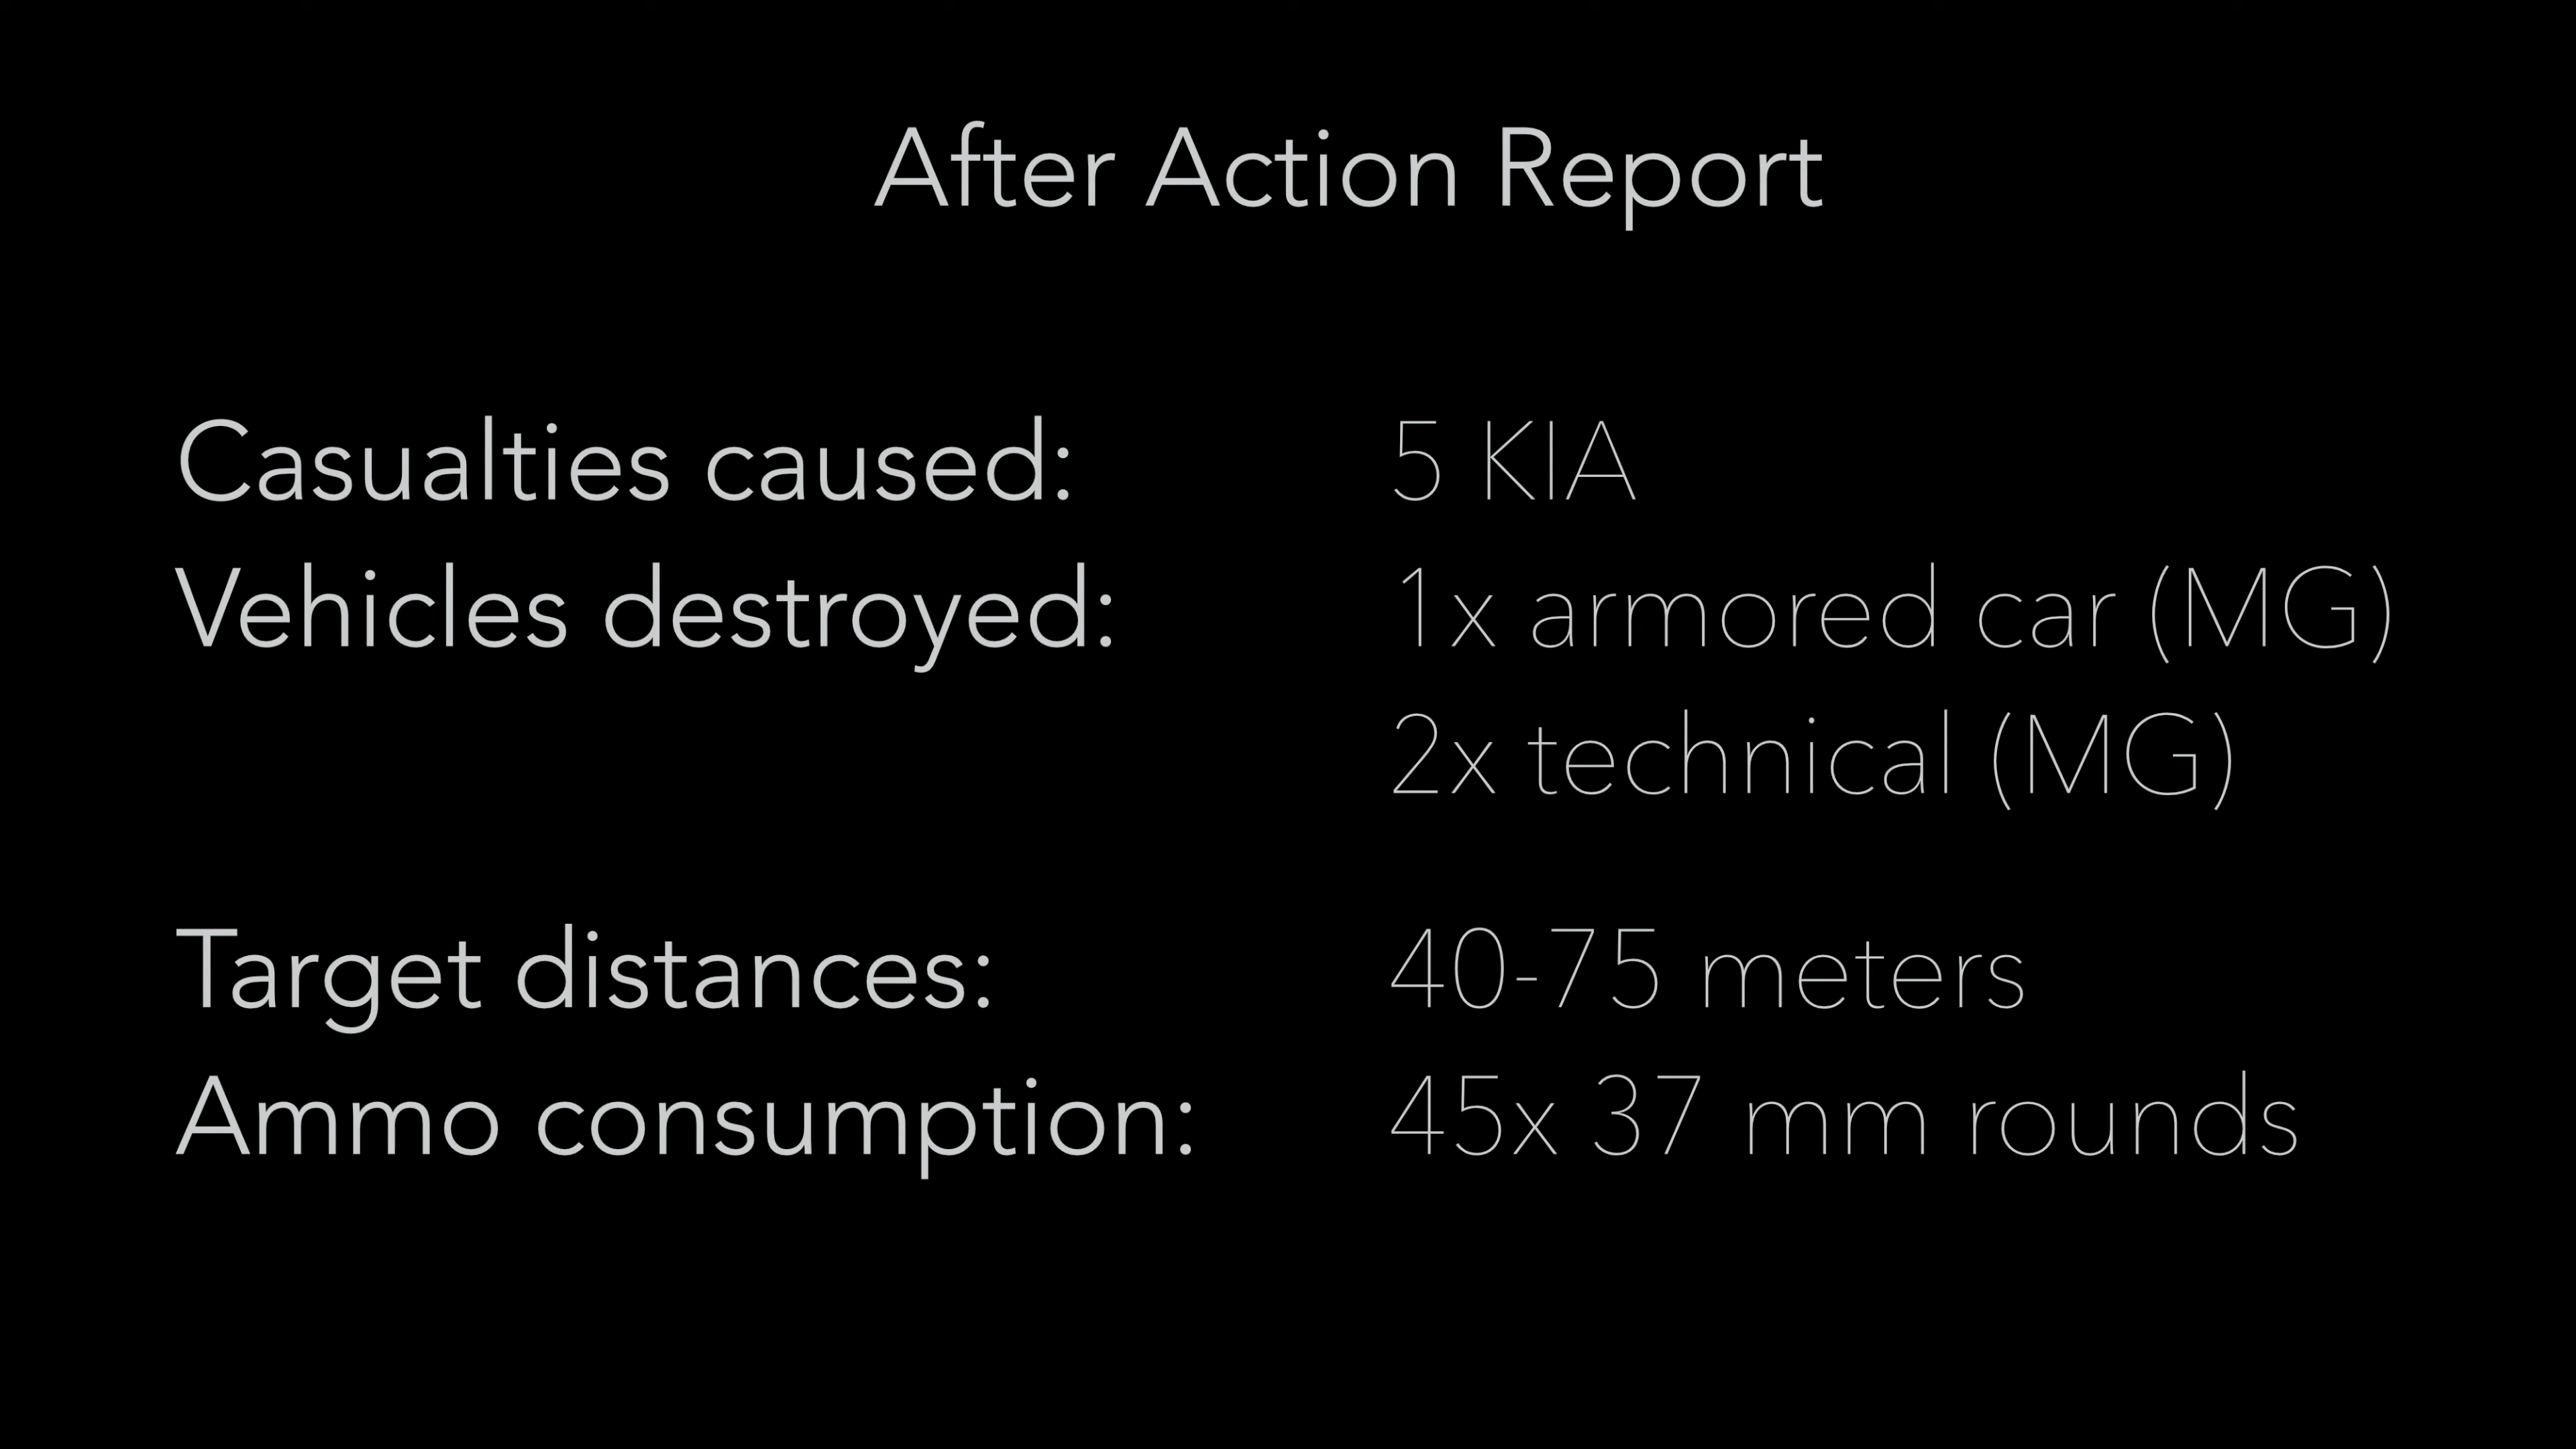 After Action Report
Casualties caused: 5 KIA
Vehicles destroyed: 1x armored car (MG)
2x technical (MG)
Target distances: 40-75 meters
Ammo consumption: 45x 37 mm rounds